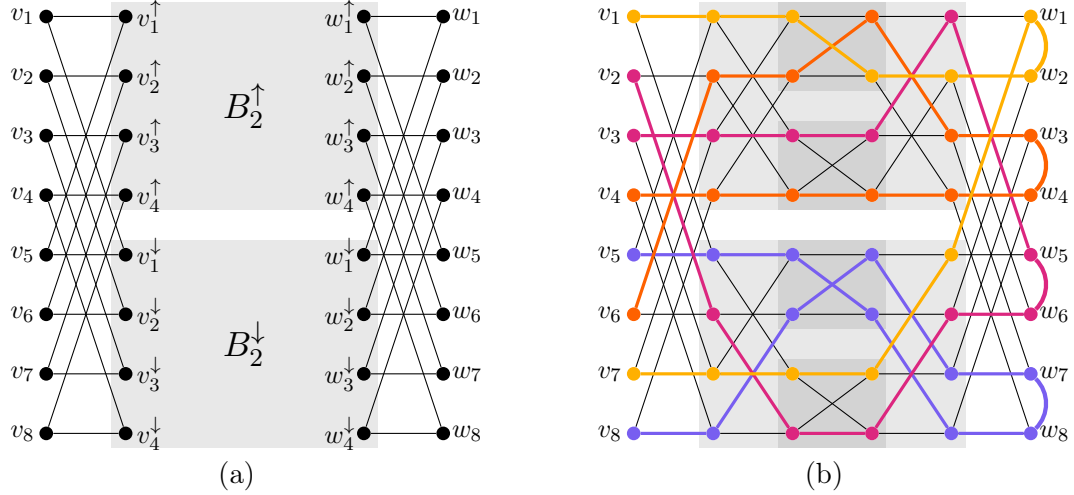 v₁ v₁↑ w₁↑ w₁
v₂ v₂↑ w₂↑ w₂
v₃ v₃↑ w₃↑ w₃
v₄ v₄↑ w₄↑ w₄
B₂↑
v₅ v₁↓ w₁↓ w₅
v₆ v₂↓ w₂↓ w₆
v₇ v₃↓ w₃↓ w₇
v₈ v₄↓ w₄↓ w₈
B₂↓
(a)
v₁ w₁
v₂ w₂
v₃ w₃
v₄ w₄
v₅ w₅
v₆ w₆
v₇ w₇
v₈ w₈
(b)